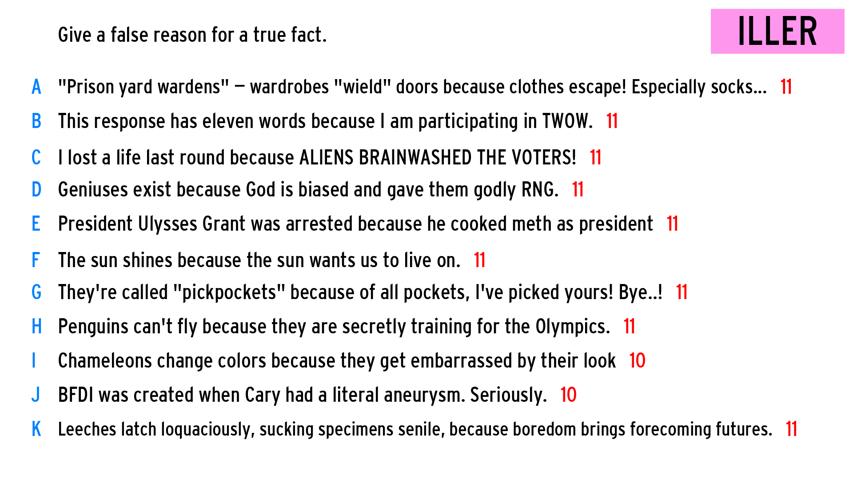 Give a false reason for a true fact.
ILLER
A "Prison yard wardens" – wardrobes "wield" doors because clothes escape! Especially socks... 11
B This response has eleven words because I am participating in TWOW. 11
C I lost a life last round because ALIENS BRAINWASHED THE VOTERS! 11
D Geniuses exist because God is biased and gave them godly RNG. 11
E President Ulysses Grant was arrested because he cooked meth as president 11
F The sun shines because the sun wants us to live on. 11
G They're called "pickpockets" because of all pockets, I've picked yours! Bye..! 11
H Penguins can't fly because they are secretly training for the Olympics. 11
I Chameleons change colors because they get embarrassed by their look 10
J BFDI was created when Cary had a literal aneurysm. Seriously. 10
K Leeches latch loquaciously, sucking specimens senile, because boredom brings forecoming futures. 11